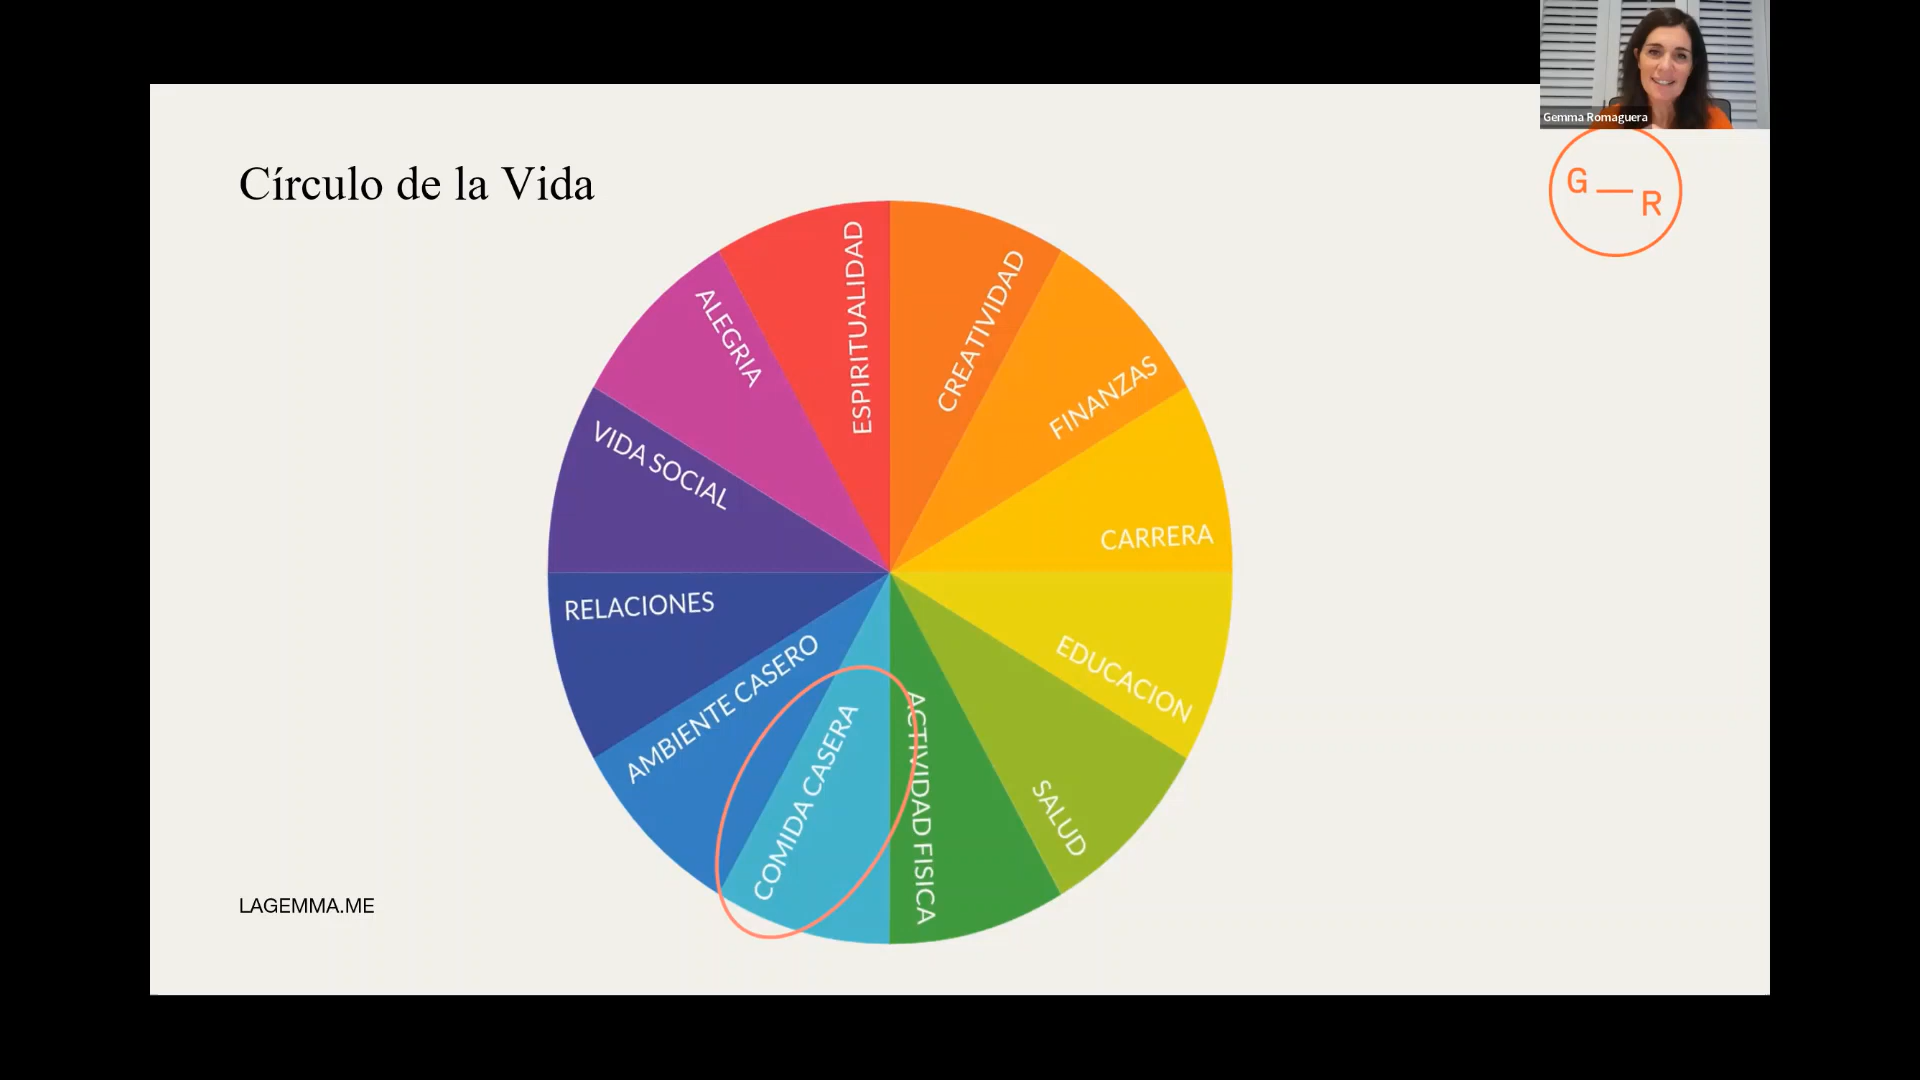 Gemma Romaguera
G
R
Círculo de la Vida
ESPIRITUALIDAD
CREATIVIDAD
FINANZAS
CARRERA
EDUCACION
SALUD
ACTIVIDAD FISICA
COMIDA CASERA
AMBIENTE CASERO
RELACIONES
VIDA SOCIAL
ALEGRIA
LAGEMMA.ME